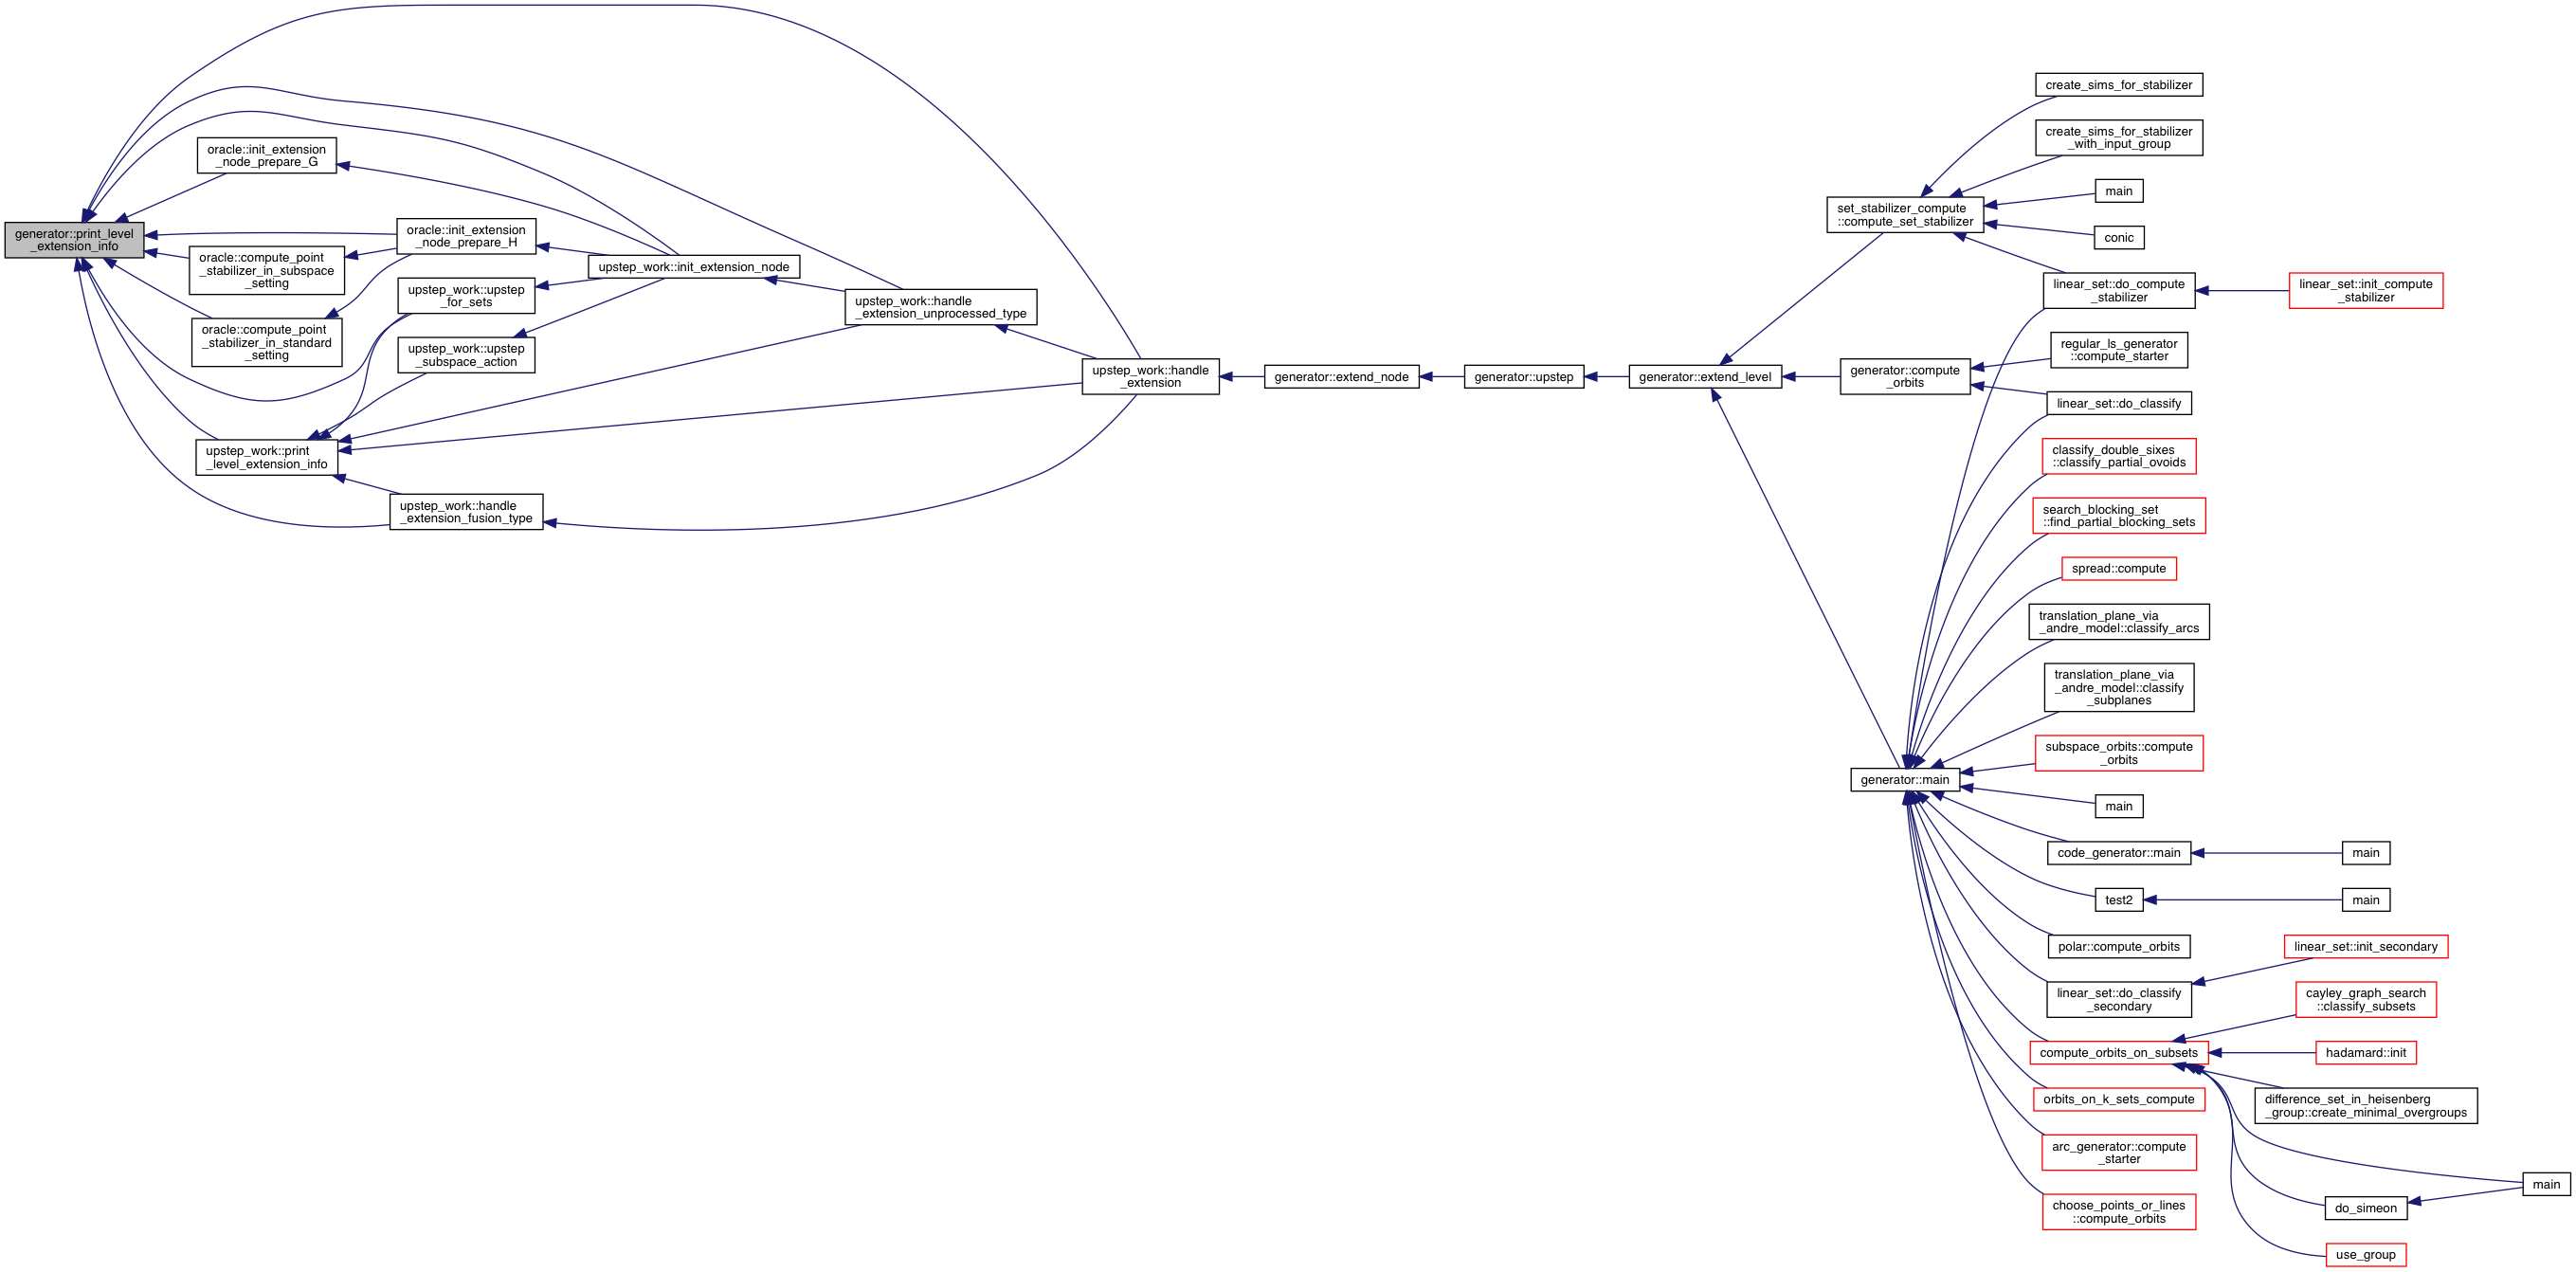 generator::print_level
_extension_info
oracle::init_extension
_node_prepare_G
oracle::init_extension
_node_prepare_H
oracle::compute_point
_stabilizer_in_subspace
_setting
oracle::compute_point
_stabilizer_in_standard
_setting
upstep_work::upstep
_for_sets
upstep_work::upstep
_subspace_action
upstep_work::print
_level_extension_info
upstep_work::handle
_extension_fusion_type
upstep_work::init_extension_node
upstep_work::handle
_extension_unprocessed_type
upstep_work::handle
_extension
generator::extend_node
generator::upstep
generator::extend_level
set_stabilizer_compute
::compute_set_stabilizer
generator::compute
_orbits
generator::main
create_sims_for_stabilizer
create_sims_for_stabilizer
_with_input_group
main
conic
linear_set::do_compute
_stabilizer
linear_set::init_compute
_stabilizer
regular_ls_generator
::compute_starter
linear_set::do_classify
classify_double_sixes
::classify_partial_ovoids
search_blocking_set
::find_partial_blocking_sets
spread::compute
translation_plane_via
_andre_model::classify_arcs
translation_plane_via
_andre_model::classify
_subplanes
subspace_orbits::compute
_orbits
main
code_generator::main
main
test2
main
polar::compute_orbits
linear_set::do_classify
_secondary
linear_set::init_secondary
compute_orbits_on_subsets
cayley_graph_search
::classify_subsets
hadamard::init
difference_set_in_heisenberg
_group::create_minimal_overgroups
orbits_on_k_sets_compute
arc_generator::compute
_starter
choose_points_or_lines
::compute_orbits
main
do_simeon
use_group